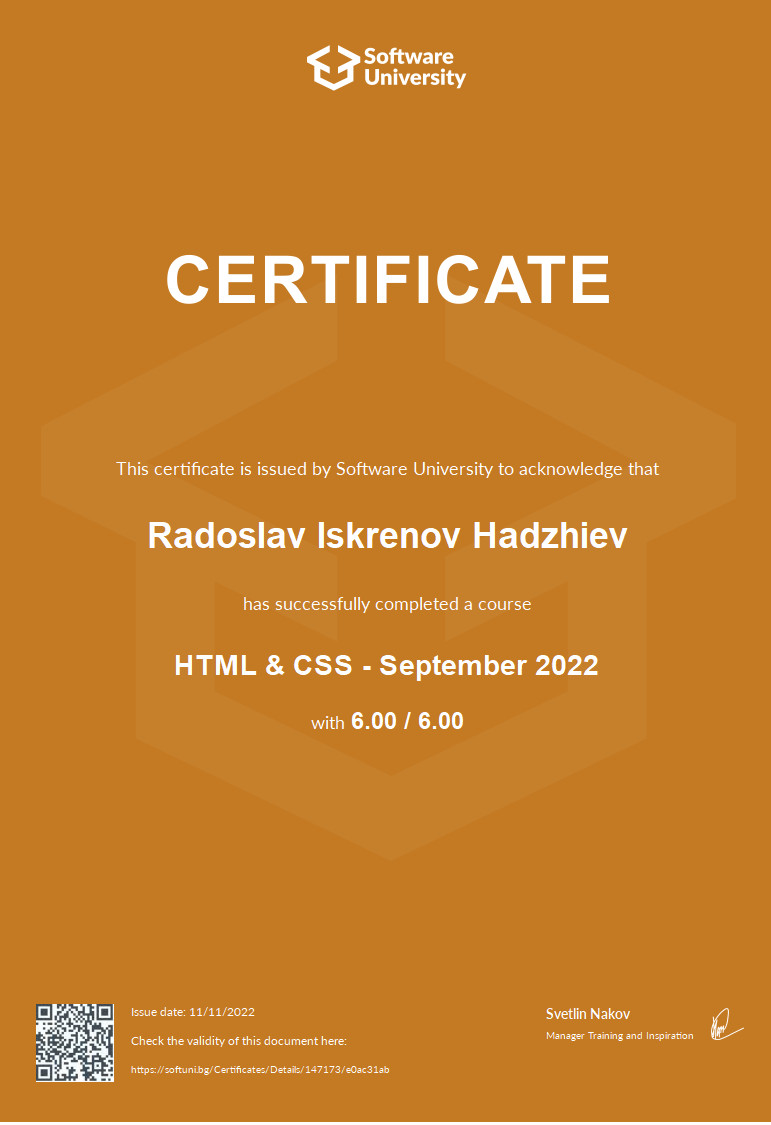 Software
University
CERTIFICATE
This certificate is issued by Software University to acknowledge that
Radoslav Iskrenov Hadzhiev
has successfully completed a course
HTML & CSS - September 2022
with 6.00 / 6.00
Issue date: 11/11/2022
Check the validity of this document here:
https://softuni.bg/Certificates/Details/147173/e0ac31ab
Svetlin Nakov
Manager Training and Inspiration